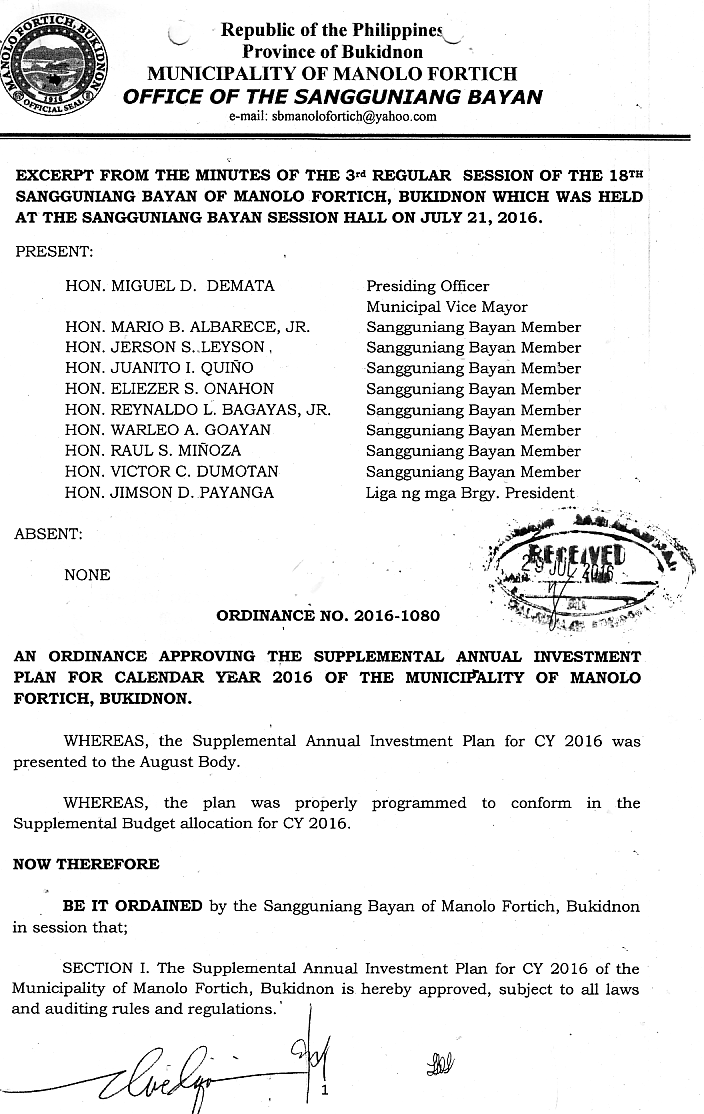 MANOLO FORTICH, BUKIDNON
1916
OFFICIAL SEAL
Republic of the Philippines
Province of Bukidnon
MUNICIPALITY OF MANOLO FORTICH
OFFICE OF THE SANGGUNIANG BAYAN
e-mail: sbmanolofortich@yahoo.com
EXCERPT FROM THE MINUTES OF THE 3rd REGULAR SESSION OF THE 18TH
SANGGUNIANG BAYAN OF MANOLO FORTICH, BUKIDNON WHICH WAS HELD
AT THE SANGGUNIANG BAYAN SESSION HALL ON JULY 21, 2016.
PRESENT:
HON. MIGUEL D. DEMATA Presiding Officer
Municipal Vice Mayor
HON. MARIO B. ALBARECE, JR. Sangguniang Bayan Member
HON. JERSON S. LEYSON Sangguniang Bayan Member
HON. JUANITO I. QUIÑO Sangguniang Bayan Member
HON. ELIEZER S. ONAHON Sangguniang Bayan Member
HON. REYNALDO L. BAGAYAS, JR. Sangguniang Bayan Member
HON. WARLEO A. GOAYAN Sangguniang Bayan Member
HON. RAUL S. MIÑOZA Sangguniang Bayan Member
HON. VICTOR C. DUMOTAN Sangguniang Bayan Member
HON. JIMSON D. PAYANGA Liga ng mga Brgy. President
ABSENT:
NONE
RECEIVED
29 JUL 2016
ORDINANCE NO. 2016-1080
AN ORDINANCE APPROVING THE SUPPLEMENTAL ANNUAL INVESTMENT
PLAN FOR CALENDAR YEAR 2016 OF THE MUNICIPALITY OF MANOLO
FORTICH, BUKIDNON.
WHEREAS, the Supplemental Annual Investment Plan for CY 2016 was
presented to the August Body.
WHEREAS, the plan was properly programmed to conform in the
Supplemental Budget allocation for CY 2016.
NOW THEREFORE
BE IT ORDAINED by the Sangguniang Bayan of Manolo Fortich, Bukidnon
in session that;
SECTION I. The Supplemental Annual Investment Plan for CY 2016 of the
Municipality of Manolo Fortich, Bukidnon is hereby approved, subject to all laws
and auditing rules and regulations.
1